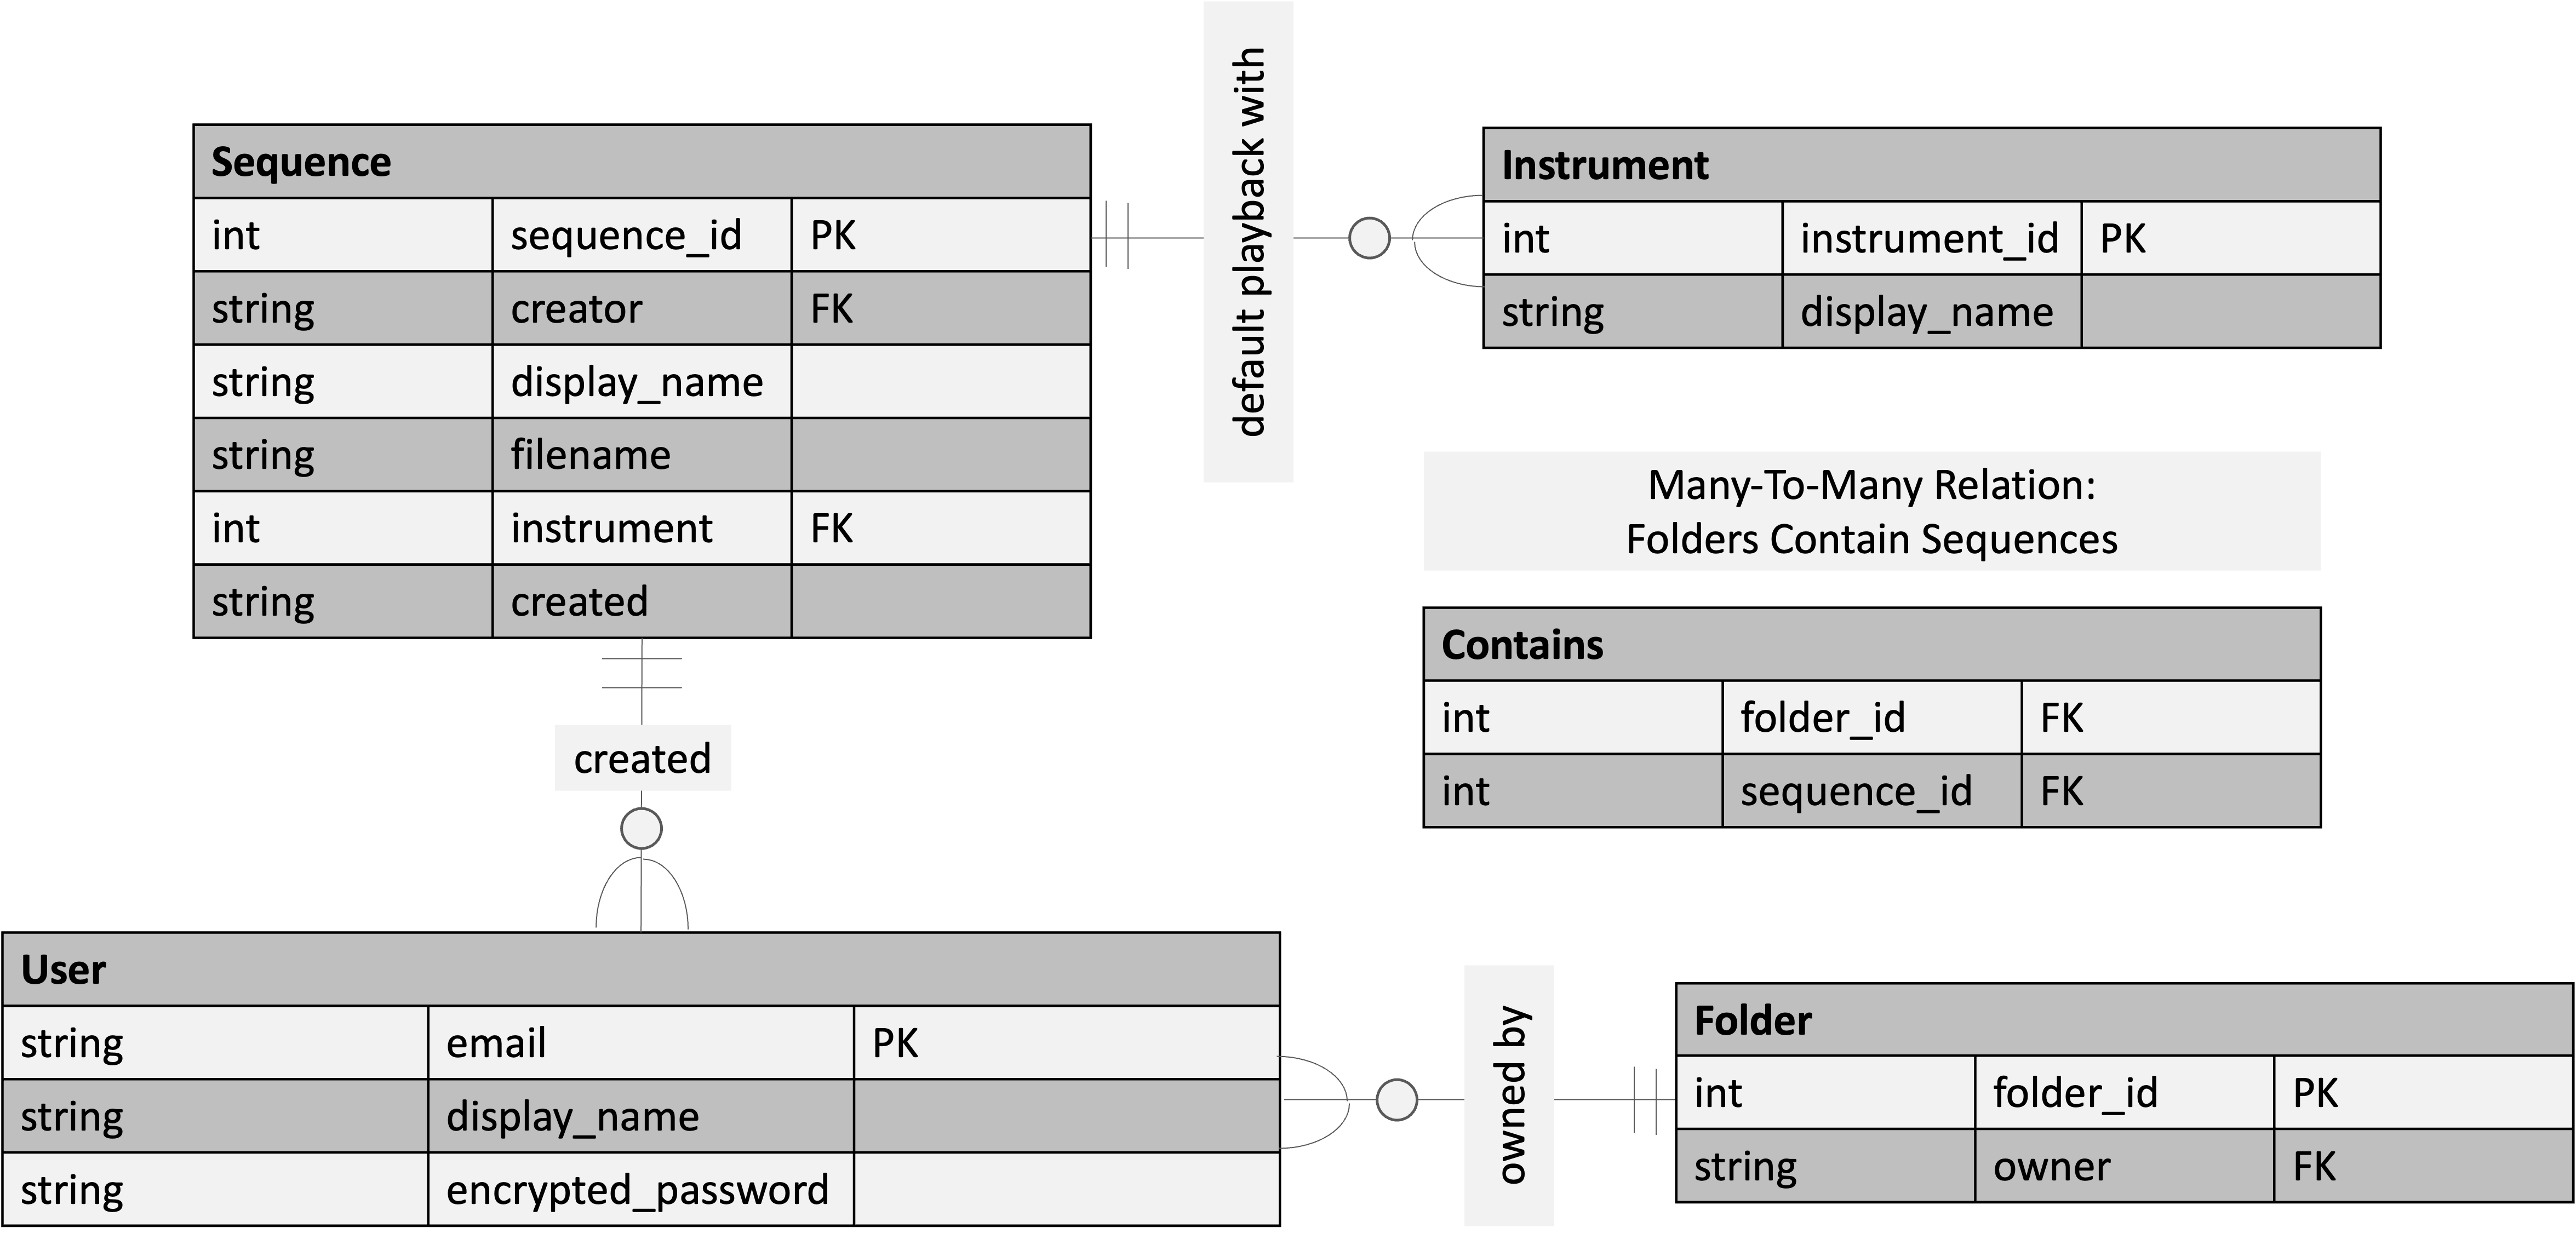 Sequence
int sequence_id PK
string creator FK
string display_name
string filename
int instrument FK
string created
default playback with
Instrument
int instrument_id PK
string display_name
Many-To-Many Relation:
Folders Contain Sequences
Contains
int folder_id FK
int sequence_id FK
created
User
string email PK
string display_name
string encrypted_password
owned by
Folder
int folder_id PK
string owner FK